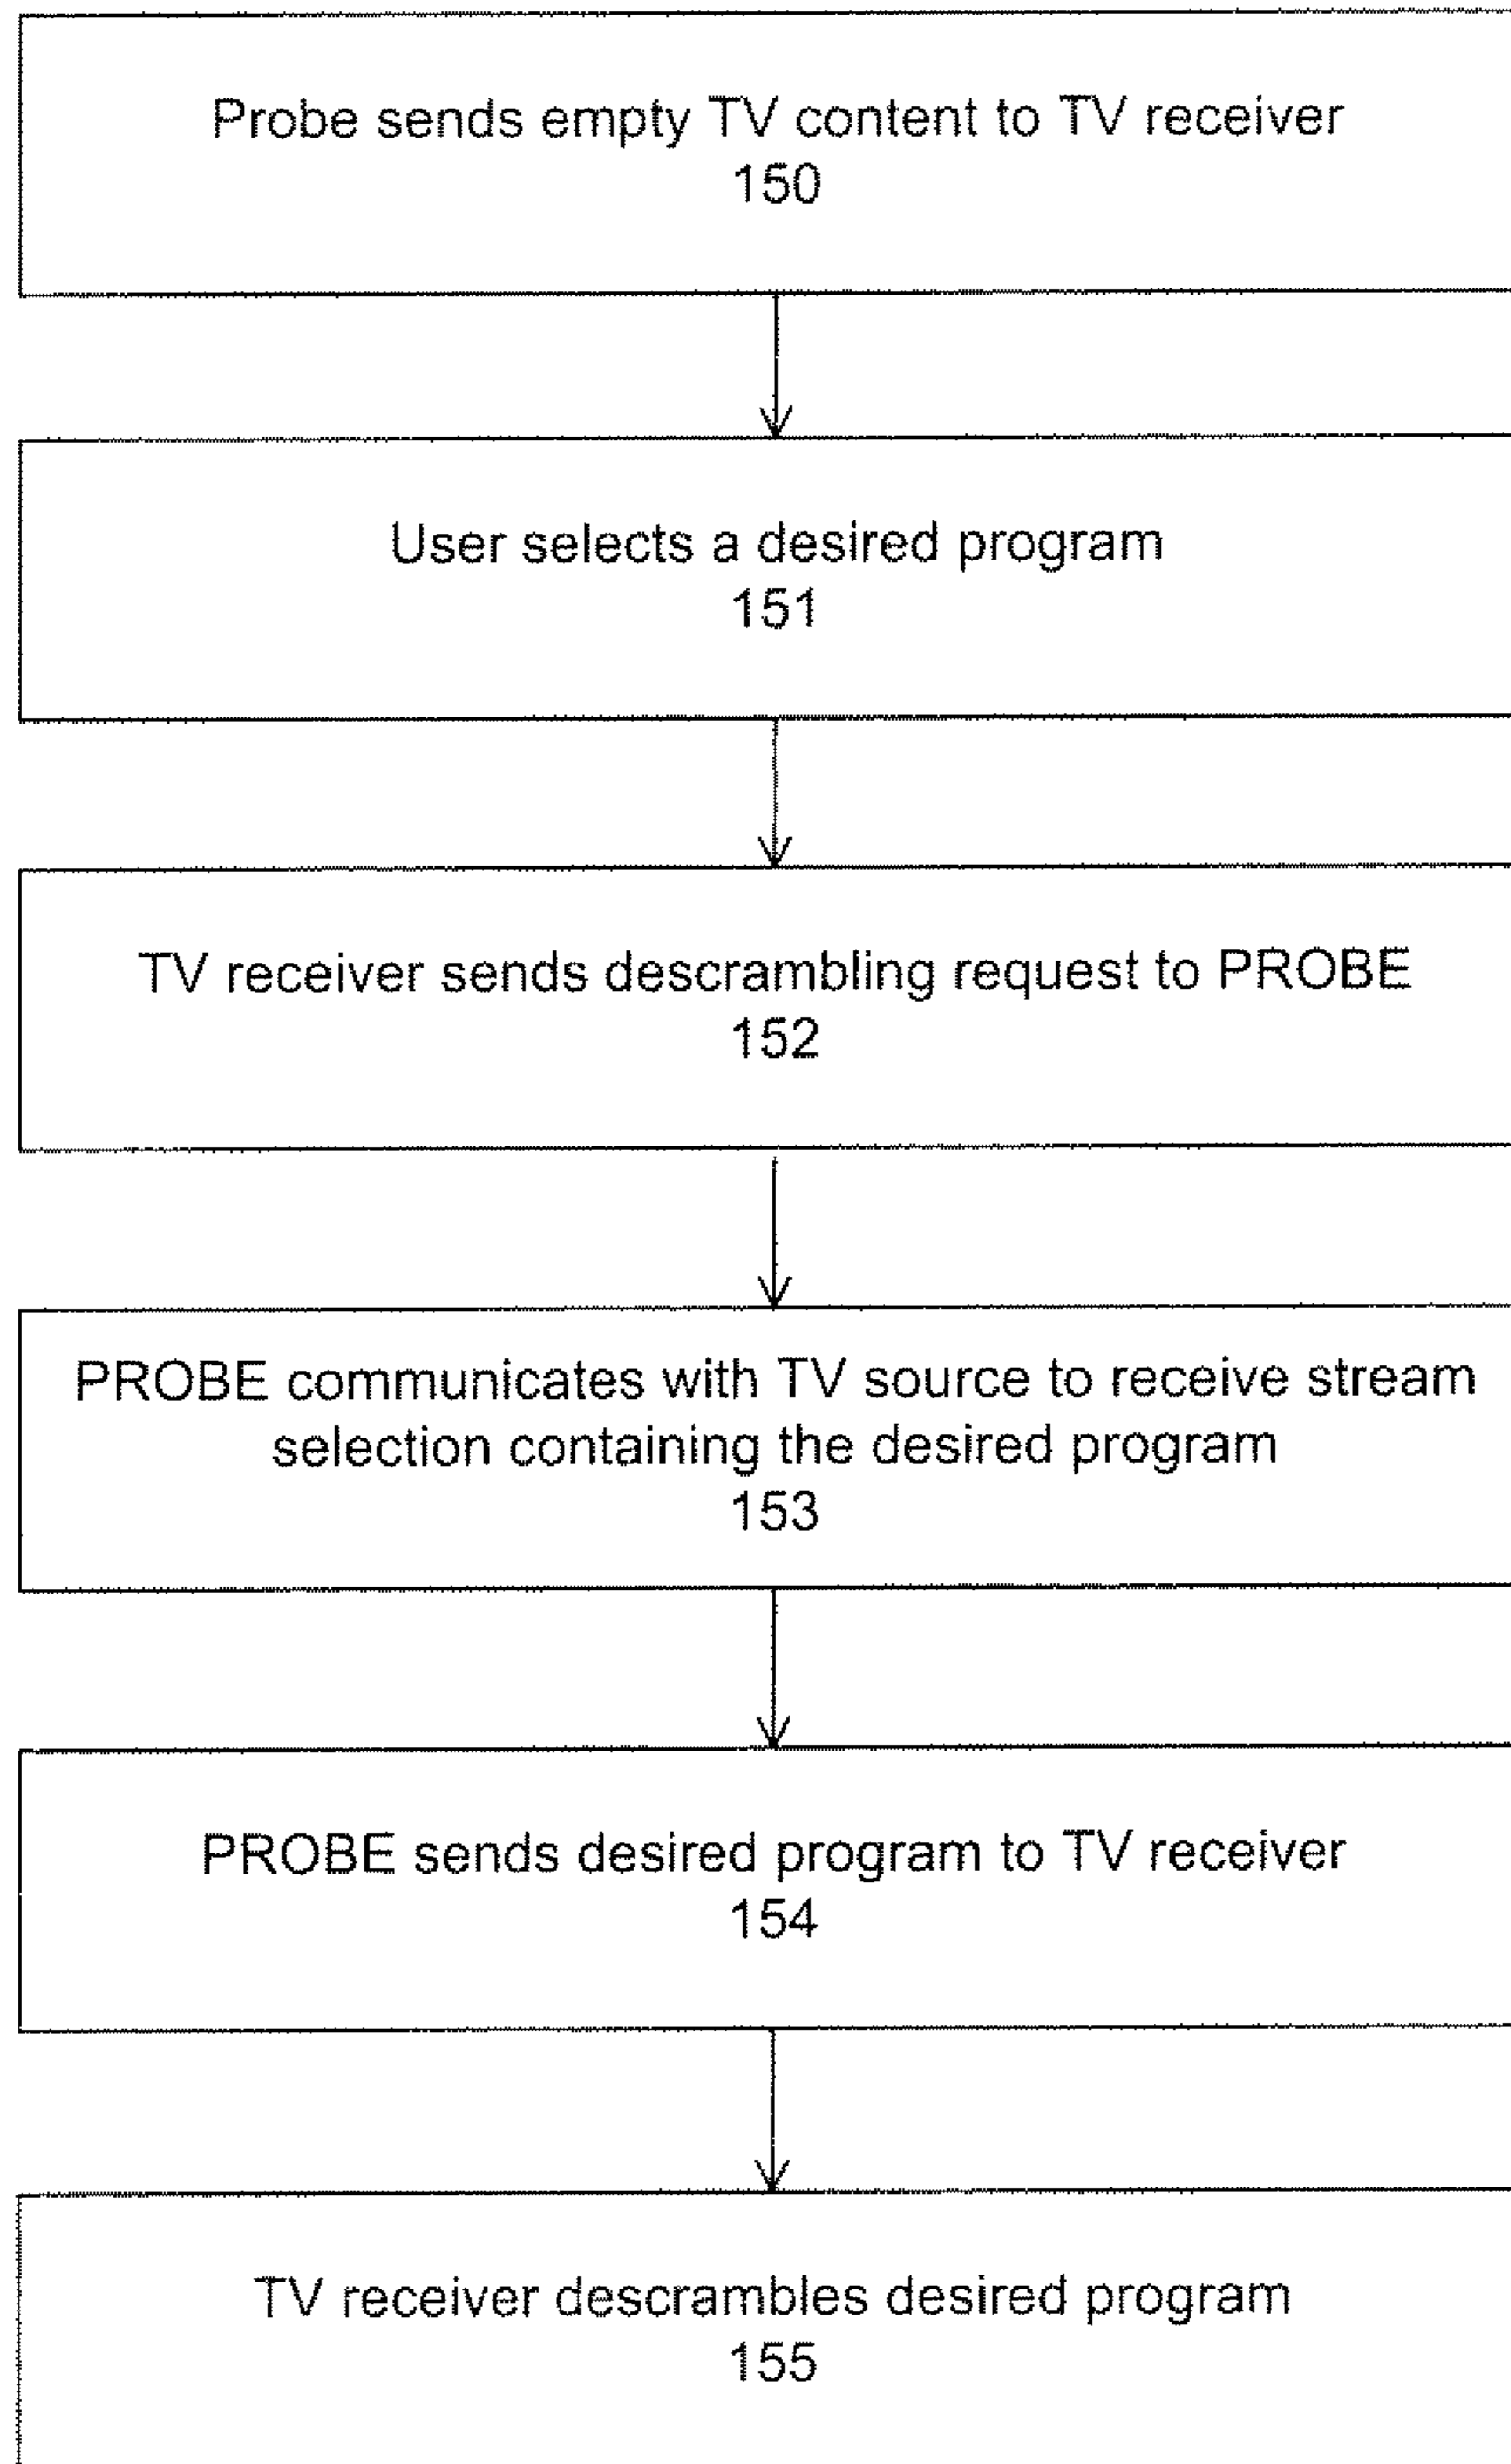 Probe sends empty TV content to TV receiver
150
User selects a desired program
151
TV receiver sends descrambling request to PROBE
152
PROBE communicates with TV source to receive stream
selection containing the desired program
153
PROBE sends desired program to TV receiver
154
TV receiver descrambles desired program
155